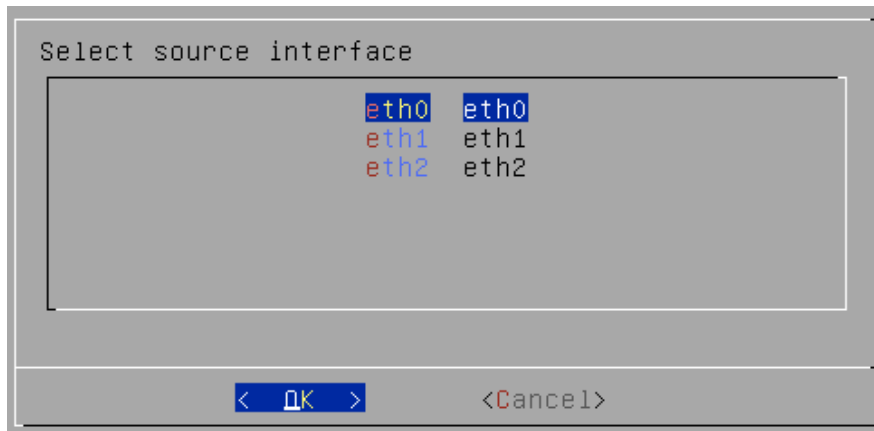 Select source interface
eth0 eth0
eth1 eth1
eth2 eth2
< OK > <Cancel>